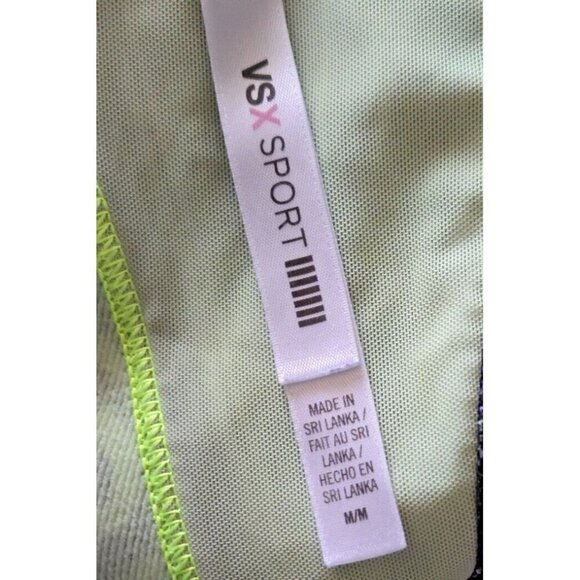 VSX SPORT
MADE IN
SRI LANKA /
FAIT AU SRI
LANKA /
HECHO EN
SRI LANKA
M/M